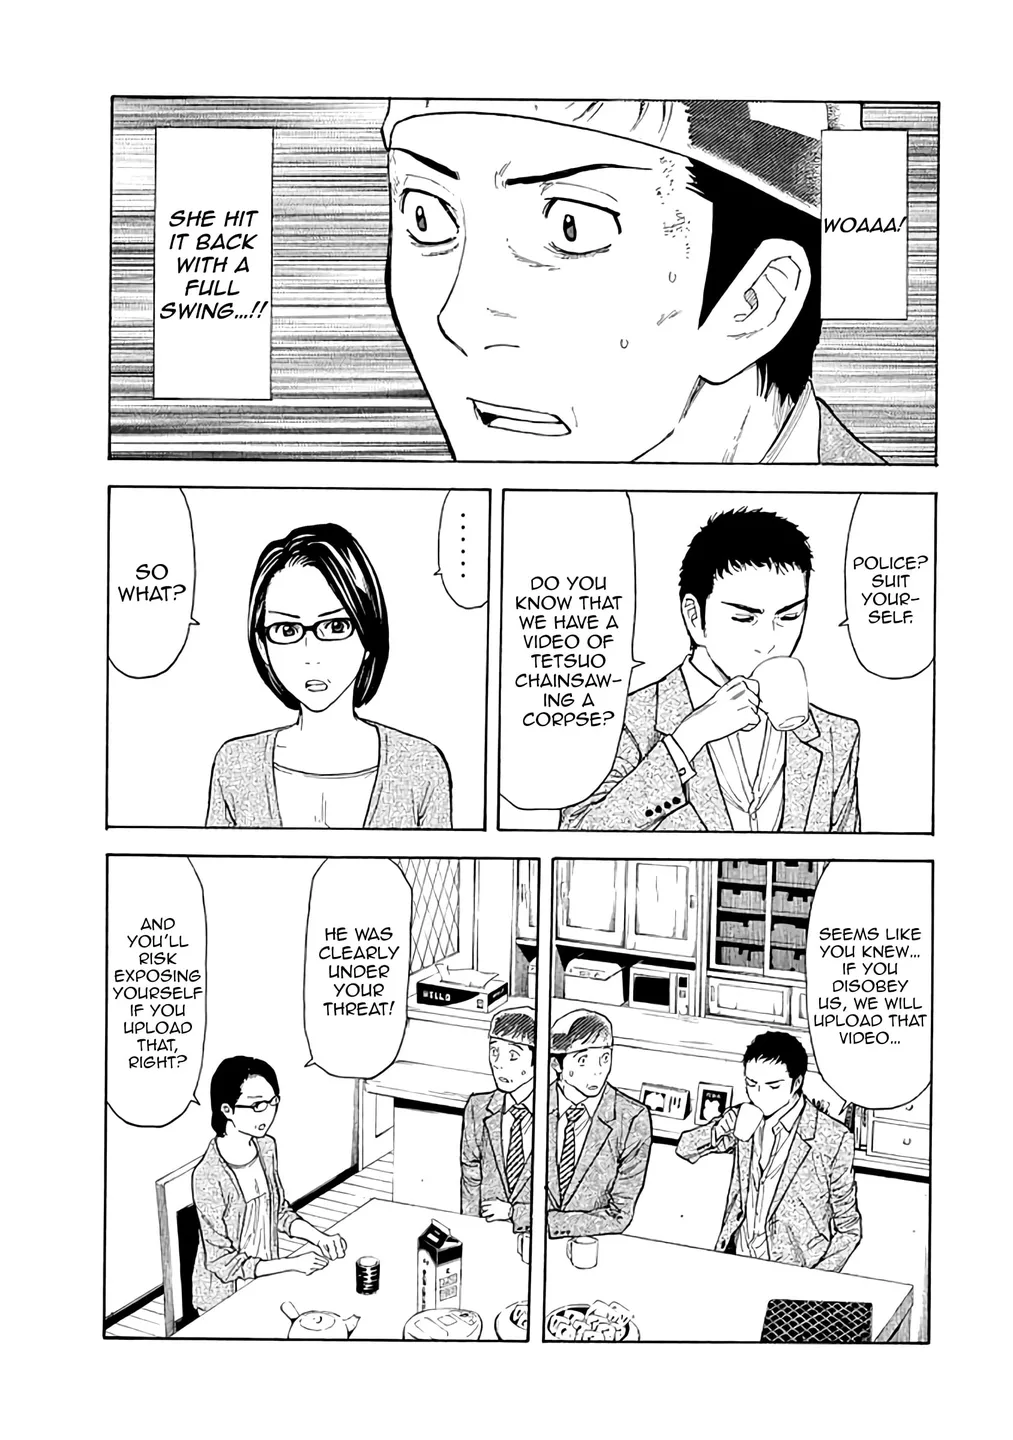 WOAAA!
SHE HIT
IT BACK
WITH A
FULL
SWING...!!
POLICE?
SUIT
YOUR-
SELF.
DO YOU
KNOW THAT
WE HAVE A
VIDEO OF
TETSUO
CHAINSAW-
ING A
CORPSE?
.......
SO
WHAT?
SEEMS LIKE
YOU KNEW...
IF YOU
DISOBEY
US, WE WILL
UPLOAD THAT
VIDEO...
HE WAS
CLEARLY
UNDER
YOUR
THREAT!
AND
YOU'LL
RISK
EXPOSING
YOURSELF
IF YOU
UPLOAD
THAT,
RIGHT?